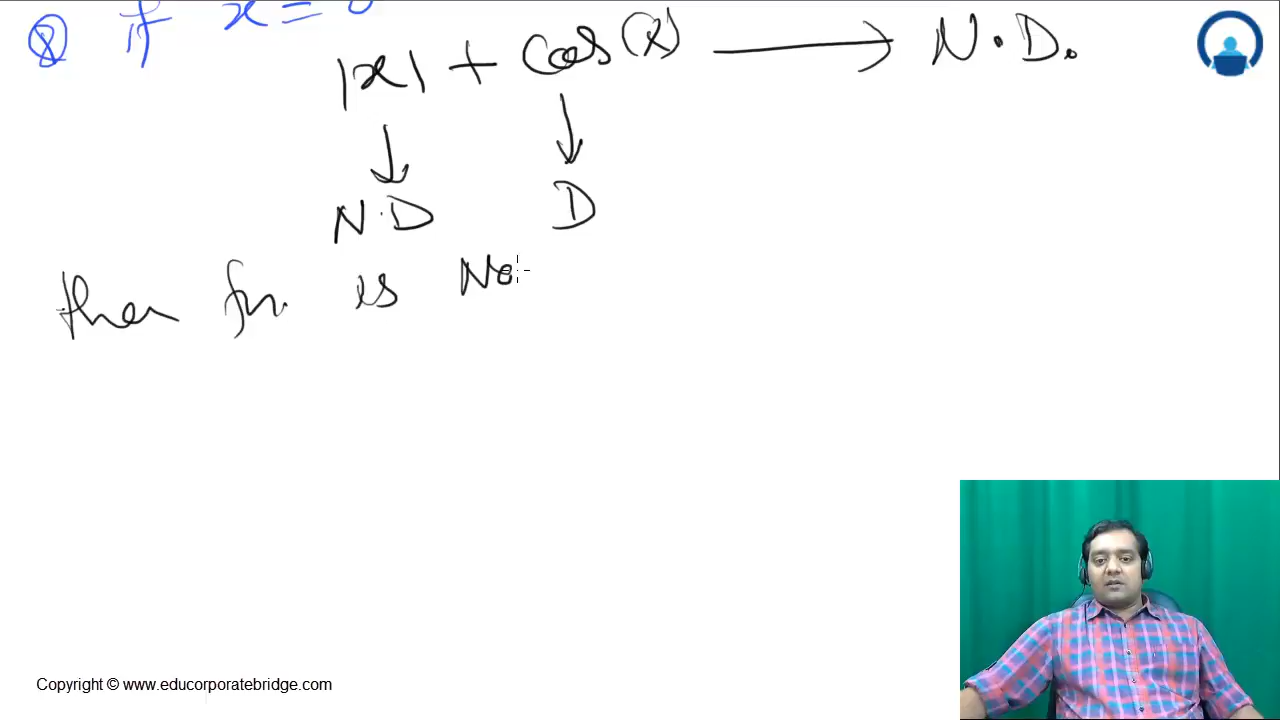 Q if x = 0
|x| + Cos(x) → N.D.
↓ ↓
N.D D
then fn. is No
Copyright © www.educorporatebridge.com